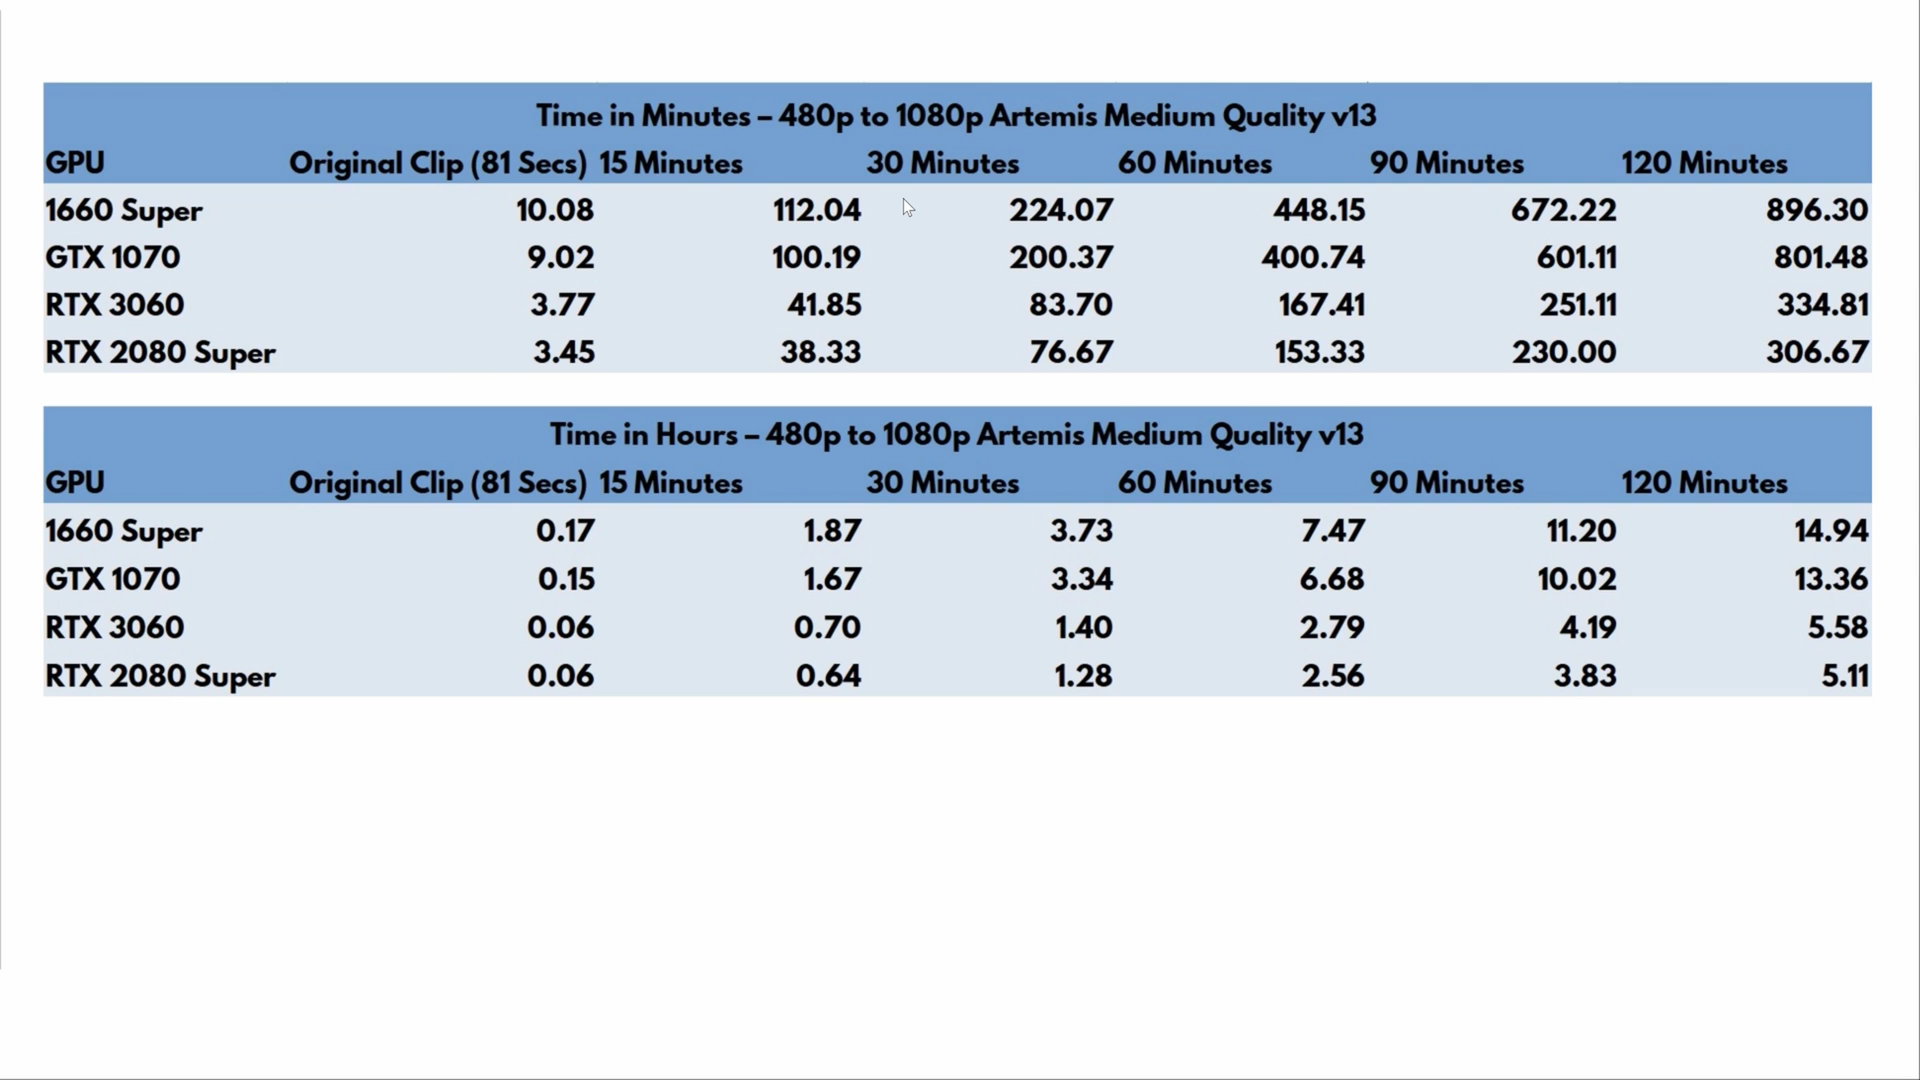 Time in Minutes – 480p to 1080p Artemis Medium Quality v13
GPU Original Clip (81 Secs) 15 Minutes 30 Minutes 60 Minutes 90 Minutes 120 Minutes
1660 Super 10.08 112.04 224.07 448.15 672.22 896.30
GTX 1070 9.02 100.19 200.37 400.74 601.11 801.48
RTX 3060 3.77 41.85 83.70 167.41 251.11 334.81
RTX 2080 Super 3.45 38.33 76.67 153.33 230.00 306.67
Time in Hours – 480p to 1080p Artemis Medium Quality v13
GPU Original Clip (81 Secs) 15 Minutes 30 Minutes 60 Minutes 90 Minutes 120 Minutes
1660 Super 0.17 1.87 3.73 7.47 11.20 14.94
GTX 1070 0.15 1.67 3.34 6.68 10.02 13.36
RTX 3060 0.06 0.70 1.40 2.79 4.19 5.58
RTX 2080 Super 0.06 0.64 1.28 2.56 3.83 5.11